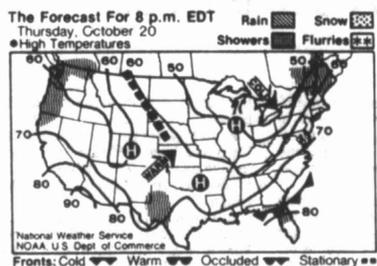 The Forecast For 8 p.m. EDT
Thursday, October 20
High Temperatures
Rain Snow
Showers Flurries
60 60 60 50 50 60
COLD
70 70
H H
WARM
H
80
90
80 80
National Weather Service
NOAA, U.S. Dept. of Commerce
Fronts: Cold Warm Occluded Stationary